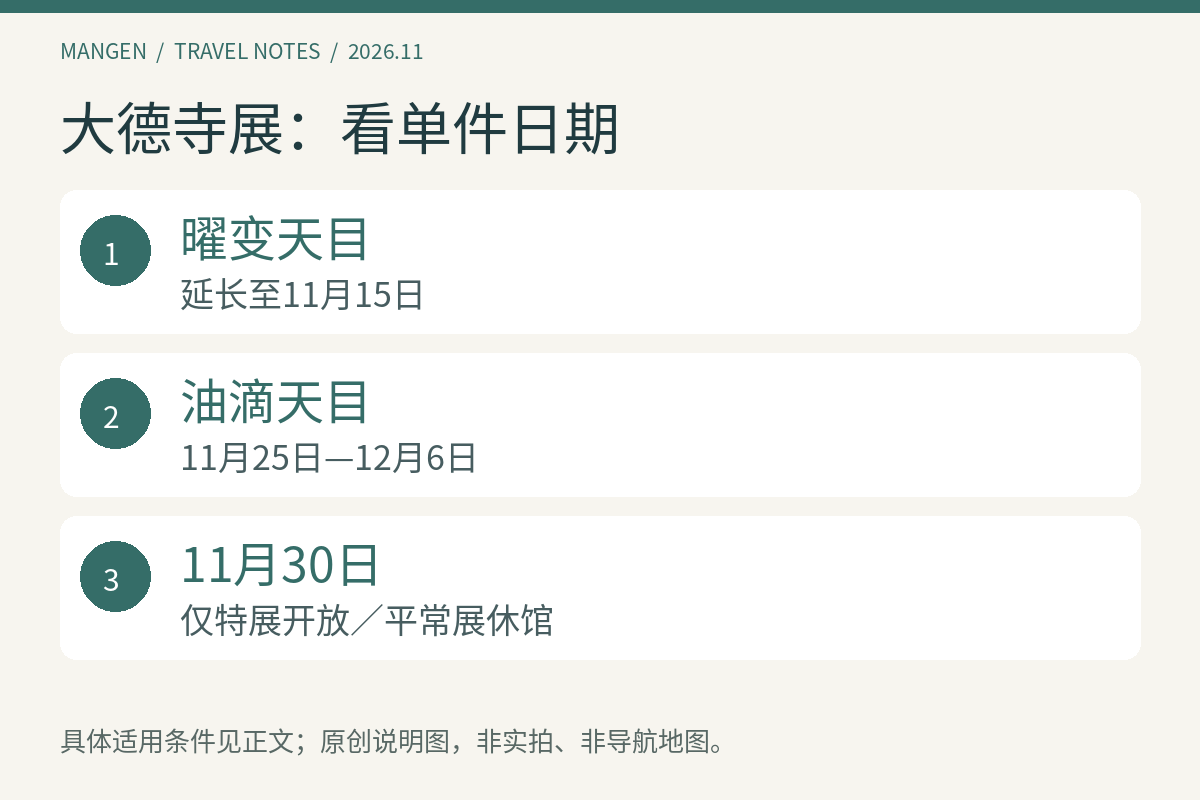 MANGEN / TRAVEL NOTES / 2026.11
大德寺展：看单件日期
1
曜变天目
延长至11月15日
2
油滴天目
11月25日—12月6日
3
11月30日
仅特展开放／平常展休馆
具体适用条件见正文；原创说明图，非实拍、非导航地图。